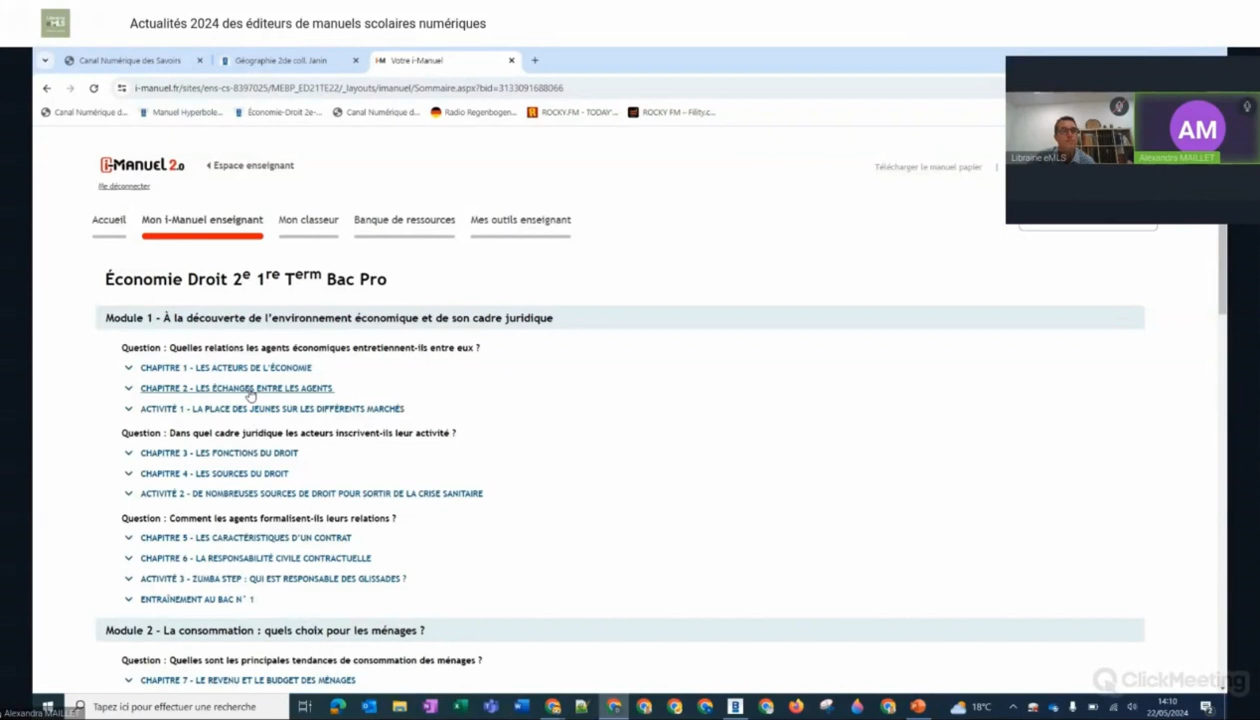 Actualités 2024 des éditeurs de manuels scolaires numériques
Canal Numérique des Savoirs
Géographie 2de coll. Janin
Votre i-Manuel
i-manuel.fr/sites/ens-cs-8397025/MEBP_ED21TE22/_layouts/imanuel/Sommaire.aspx?bid=3133091688066
Canal Numérique d...
Manuel Hyperbole...
Économie-Droit 2e-...
Canal Numérique d...
Radio Regenbogen...
ROCKY.FM - TODAY'...
ROCKY FM – Fility.c...
AM
Librairie eMLS
Alexandra MAILLET
i-MANUEL 2.0
Espace enseignant
Télécharger le manuel papier
Me déconnecter
Accueil
Mon i-Manuel enseignant
Mon classeur
Banque de ressources
Mes outils enseignant
Économie Droit 2e 1re Term Bac Pro
Module 1 - À la découverte de l'environnement économique et de son cadre juridique
Question : Quelles relations les agents économiques entretiennent-ils entre eux ?
CHAPITRE 1 - LES ACTEURS DE L'ÉCONOMIE
CHAPITRE 2 - LES ÉCHANGES ENTRE LES AGENTS
ACTIVITÉ 1 - LA PLACE DES JEUNES SUR LES DIFFÉRENTS MARCHÉS
Question : Dans quel cadre juridique les acteurs inscrivent-ils leur activité ?
CHAPITRE 3 - LES FONCTIONS DU DROIT
CHAPITRE 4 - LES SOURCES DU DROIT
ACTIVITÉ 2 - DE NOMBREUSES SOURCES DE DROIT POUR SORTIR DE LA CRISE SANITAIRE
Question : Comment les agents formalisent-ils leurs relations ?
CHAPITRE 5 - LES CARACTÉRISTIQUES D'UN CONTRAT
CHAPITRE 6 - LA RESPONSABILITÉ CIVILE CONTRACTUELLE
ACTIVITÉ 3 - ZUMBA STEP : QUI EST RESPONSABLE DES GLISSADES ?
ENTRAÎNEMENT AU BAC N° 1
Module 2 - La consommation : quels choix pour les ménages ?
Question : Quelles sont les principales tendances de consommation des ménages ?
CHAPITRE 7 - LE REVENU ET LE BUDGET DES MÉNAGES
ClickMeeting
Taper ici pour effectuer une recherche
18°C
14:10
22/05/2024
Alexandra MAILLET